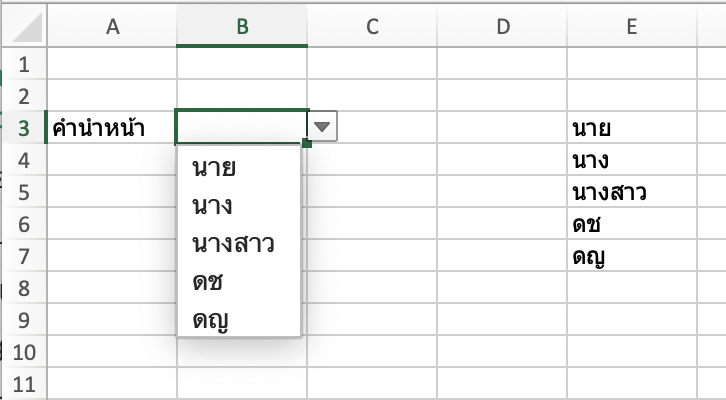 A B C D E
1
2
3 คำนำหน้า นาย
4 นาย นาง
5 นาง นางสาว
6 นางสาว ดช
7 ดช ดญ
8 ดญ
9
10
11